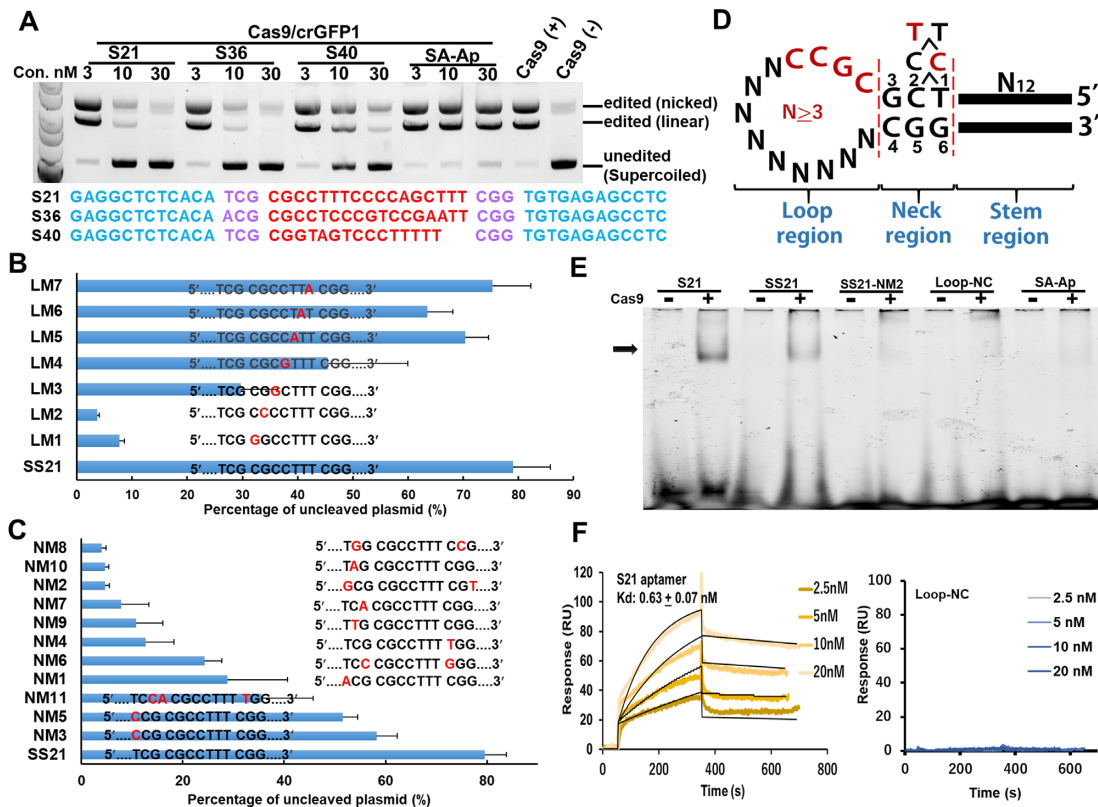 A
Cas9/crGFP1
S21 S36 S40 SA-Ap Cas9 (+) Cas9 (-)
Con. nM 3 10 30 3 10 30 3 10 30 3 10 30
edited (nicked)
edited (linear)
unedited
(Supercoiled)
S21 GAGGCTCTCACA TCG CGCCTTTCCCCAGCTTT CGG TGTGAGAGCCTC
S36 GAGGCTCTCACA ACG CGCCTCCCGTCCGAATT CGG TGTGAGAGCCTC
S40 GAGGCTCTCACA TCG CGGTAGTCCCTTTTT CGG TGTGAGAGCCTC
B
LM7 5′....TCG CGCCTTA CGG....3′
LM6 5′....TCG CGCCTAT CGG....3′
LM5 5′....TCG CGCCATT CGG....3′
LM4 5′....TCG CGCGTTT CGG....3′
LM3 5′....TCG CGGCTTT CGG....3′
LM2 5′....TCG CCCCTTT CGG....3′
LM1 5′....TCG GGCCTTT CGG....3′
SS21 5′....TCG CGCCTTT CGG....3′
0 10 20 30 40 50 60 70 80 90
Percentage of uncleaved plasmid (%)
C
NM8 5′....TGG CGCCTTT CCG....3′
NM10 5′....TAG CGCCTTT CGG....3′
NM2 5′....GCG CGCCTTT CGT....3′
NM7 5′....TCA CGCCTTT CGG....3′
NM9 5′....TTG CGCCTTT CGG....3′
NM4 5′....TCG CGCCTTT TGG....3′
NM6 5′....TCC CGCCTTT GGG....3′
NM1 5′....ACG CGCCTTT CGG....3′
NM11 5′....TCCA CGCCTTT TGG....3′
NM5 5′....CCG CGCCTTT CGG....3′
NM3 5′....CCG CGCCTTT CGG....3′
SS21 5′....TCG CGCCTTT CGG....3′
0 20 40 60 80
Percentage of uncleaved plasmid (%)
D
T T
C C
N N N C C G C 3 2 1 N12
G C T 5′
N≥3
C G G 3′
N N N N N N N N 4 5 6
Loop
region
Neck
region
Stem
region
E
S21 SS21 SS21-NM2 Loop-NC SA-Ap
Cas9 - + - + - + - + - +
F
S21 aptamer
Kd: 0.63 ± 0.07 nM
2.5nM
5nM
10nM
20nM
Response (RU)
120
100
80
60
40
20
0
0 200 400 600 800
Time (s)
Loop-NC
2.5 nM
5 nM
10 nM
20 nM
Response (RU)
100
80
60
40
20
0
0 200 400 600
Time (s)